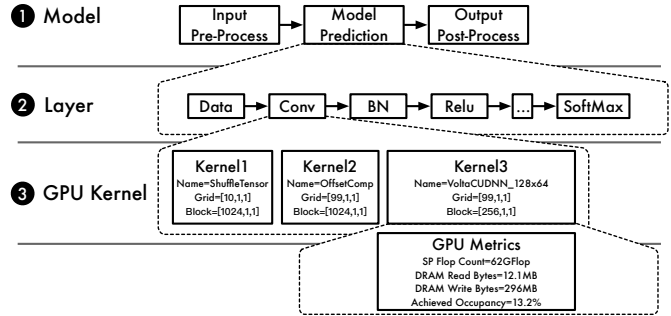 1 Model
Input
Pre-Process
Model
Prediction
Output
Post-Process
2 Layer
Data
Conv
BN
Relu
...
SoftMax
3 GPU Kernel
Kernel1
Name=ShuffleTensor
Grid=[10,1,1]
Block=[1024,1,1]
Kernel2
Name=OffsetComp
Grid=[99,1,1]
Block=[1024,1,1]
Kernel3
Name=VoltaCUDNN_128x64
Grid=[99,1,1]
Block=[256,1,1]
GPU Metrics
SP Flop Count=62GFlop
DRAM Read Bytes=12.1MB
DRAM Write Bytes=296MB
Achieved Occupancy=13.2%